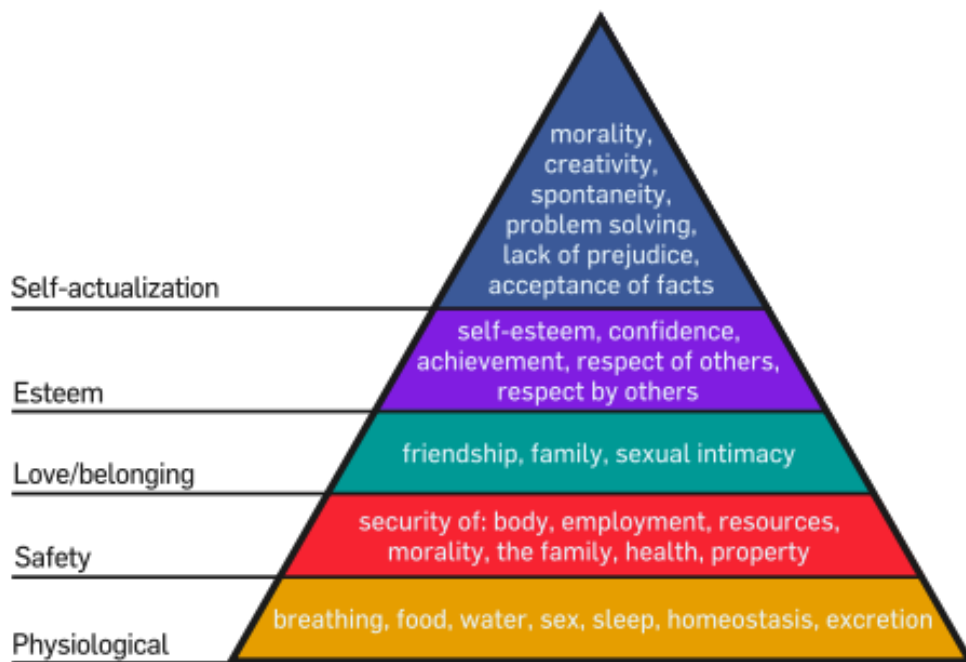 morality,
creativity,
spontaneity,
problem solving,
lack of prejudice,
acceptance of facts
Self-actualization
self-esteem, confidence,
achievement, respect of others,
respect by others
Esteem
friendship, family, sexual intimacy
Love/belonging
security of: body, employment, resources,
morality, the family, health, property
Safety
breathing, food, water, sex, sleep, homeostasis, excretion
Physiological